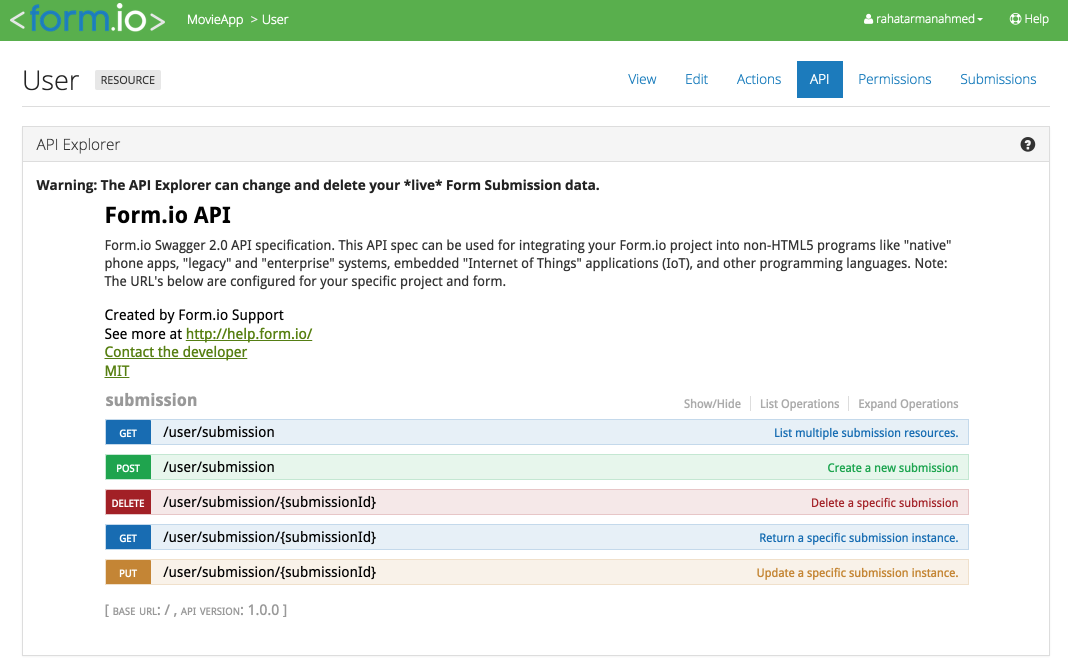 <form.io>
MovieApp > User
rahatarmanahmed
Help
User RESOURCE
View Edit Actions API Permissions Submissions
API Explorer
Warning: The API Explorer can change and delete your *live* Form Submission data.
Form.io API
Form.io Swagger 2.0 API specification. This API spec can be used for integrating your Form.io project into non-HTML5 programs like "native"
phone apps, "legacy" and "enterprise" systems, embedded "Internet of Things" applications (IoT), and other programming languages. Note:
The URL's below are configured for your specific project and form.
Created by Form.io Support
See more at http://help.form.io/
Contact the developer
MIT
submission Show/Hide List Operations Expand Operations
GET /user/submission List multiple submission resources.
POST /user/submission Create a new submission
DELETE /user/submission/{submissionId} Delete a specific submission
GET /user/submission/{submissionId} Return a specific submission instance.
PUT /user/submission/{submissionId} Update a specific submission instance.
[ BASE URL: / , API VERSION: 1.0.0 ]